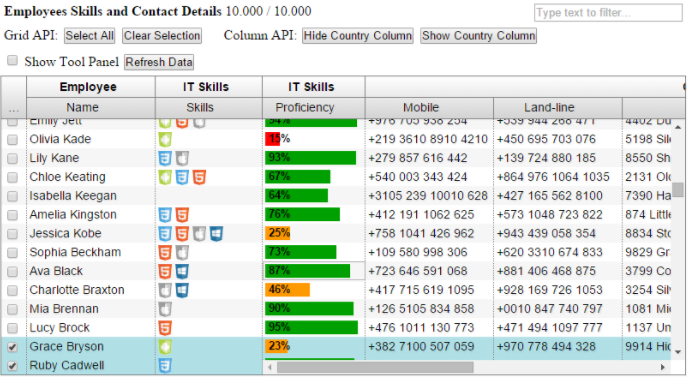 Employees Skills and Contact Details 10.000 / 10.000 Type text to filter...
Grid API: Select All Clear Selection Column API: Hide Country Column Show Country Column
Show Tool Panel Refresh Data
Employee IT Skills IT Skills
... Name Skills Proficiency Mobile Land-line
Emily Jett 94% +976 705 938 254 +539 944 268 471 4402 Du
Olivia Kade 15% +219 3610 8910 4210 +450 695 703 076 5198 Sil
Lily Kane 93% +279 857 616 442 +139 724 880 185 8550 Sh
Chloe Keating 67% +540 003 343 424 +864 976 1064 1035 2131 Ol
Isabella Keegan 64% +3105 239 10010 628 +427 165 562 8100 7390 Ha
Amelia Kingston 76% +412 191 1062 625 +573 1048 723 822 874 Little
Jessica Kobe 25% +758 1041 426 962 +943 439 058 354 8834 Sto
Sophia Beckham 73% +109 580 998 306 +620 3310 674 833 9829 Gr
Ava Black 87% +723 646 591 068 +881 406 468 875 3799 Co
Charlotte Braxton 46% +417 715 619 1095 +928 169 726 1053 3254 Silv
Mia Brennan 90% +126 5105 834 858 +0010 847 740 797 1081 Mi
Lucy Brock 95% +476 1011 130 773 +471 494 1097 777 1137 Um
Grace Bryson 23% +382 7100 507 059 +970 778 494 328 9914 Hic
Ruby Cadwell